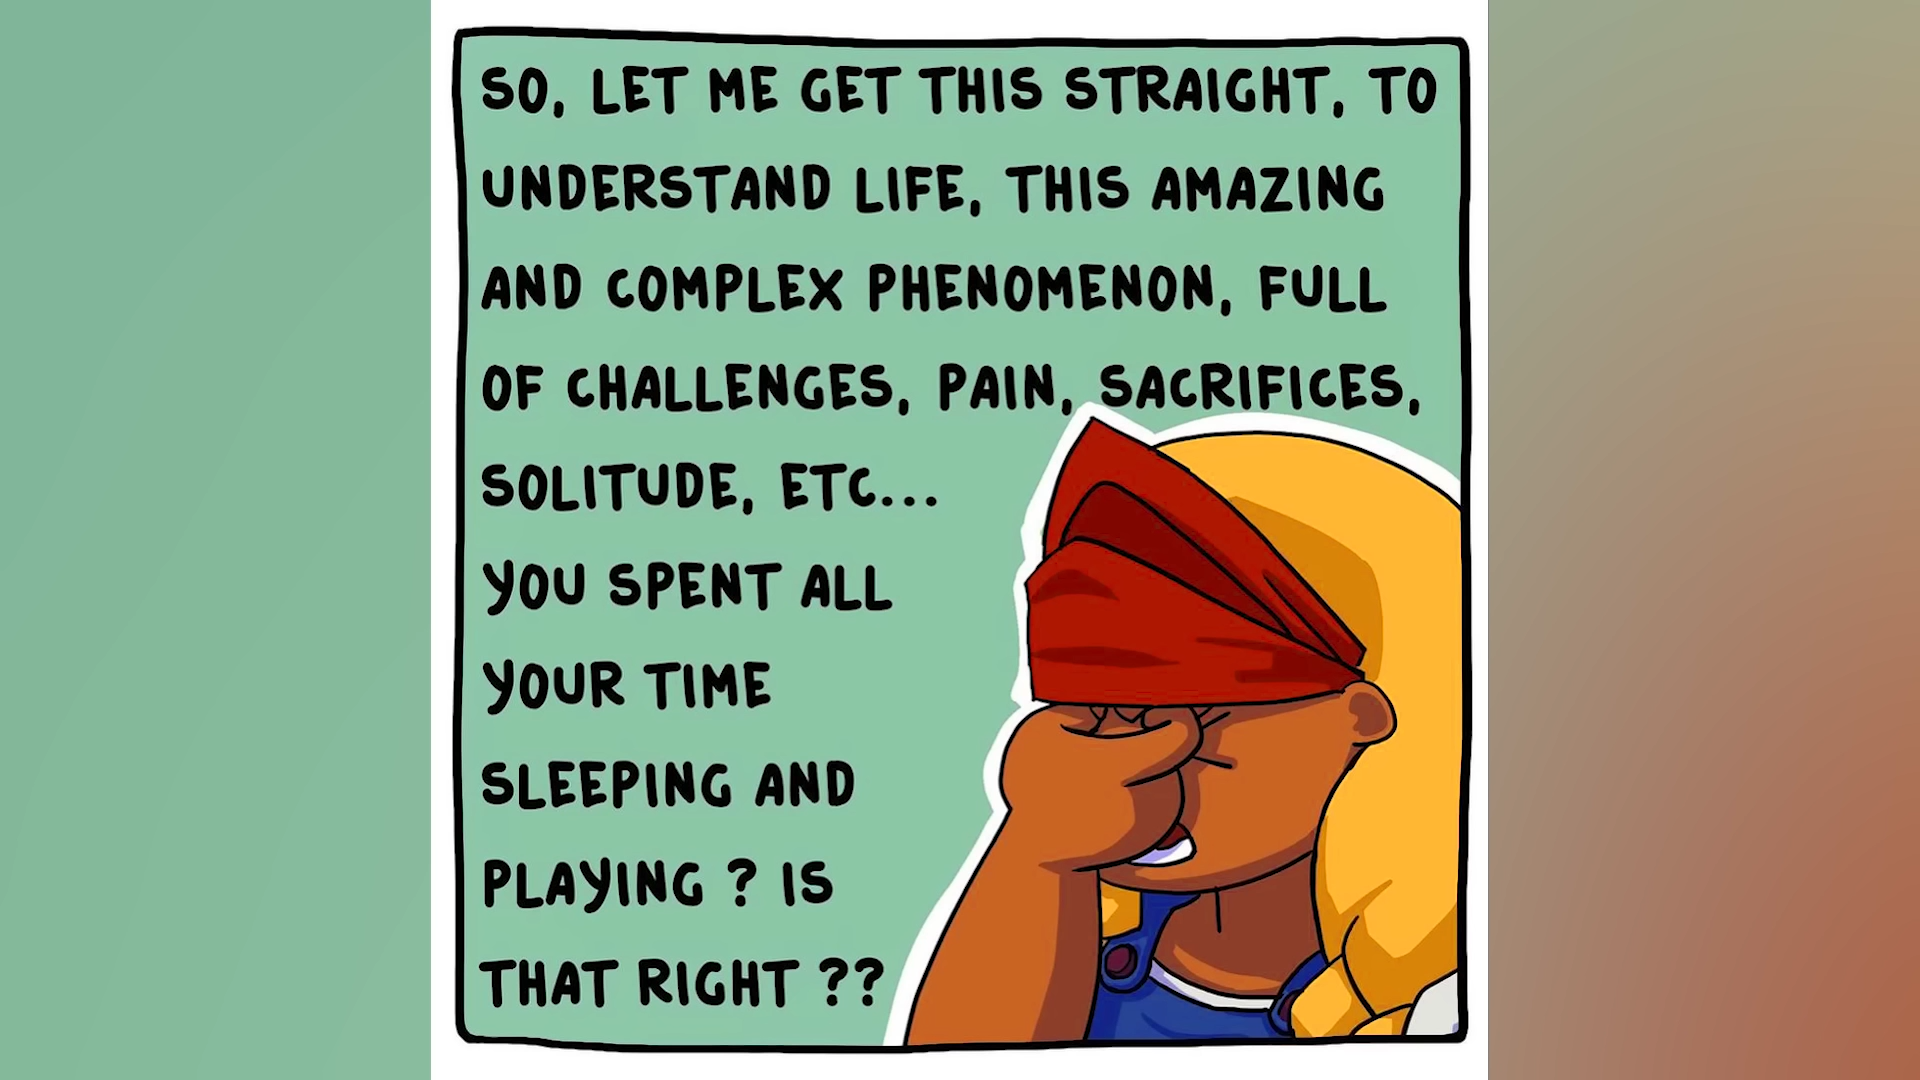 SO, LET ME GET THIS STRAIGHT, TO
UNDERSTAND LIFE, THIS AMAZING
AND COMPLEX PHENOMENON, FULL
OF CHALLENGES, PAIN, SACRIFICES,
SOLITUDE, ETC...
YOU SPENT ALL
YOUR TIME
SLEEPING AND
PLAYING ? IS
THAT RIGHT ??